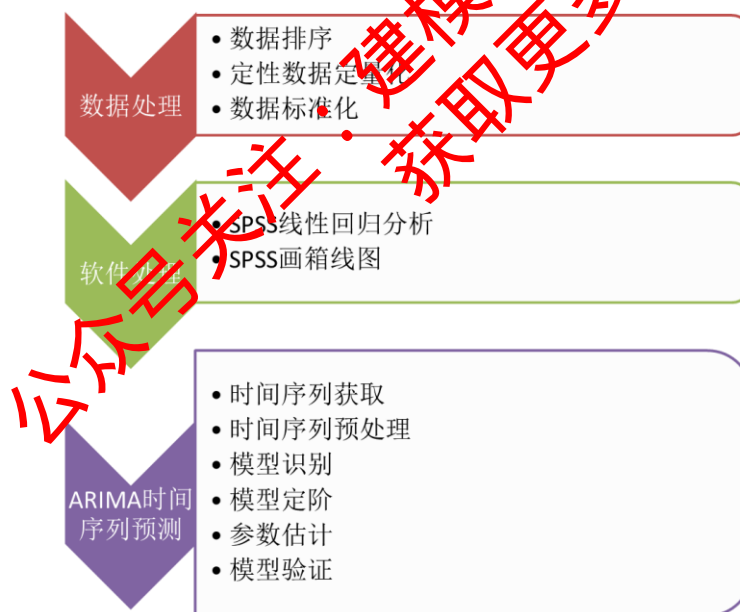 数据处理
• 数据排序
• 定性数据定量化
• 数据标准化
软件处理
• SPSS线性回归分析
• SPSS画箱线图
ARIMA时间
序列预测
• 时间序列获取
• 时间序列预处理
• 模型识别
• 模型定阶
• 参数估计
• 模型验证
公众号关注：建模
获取更多